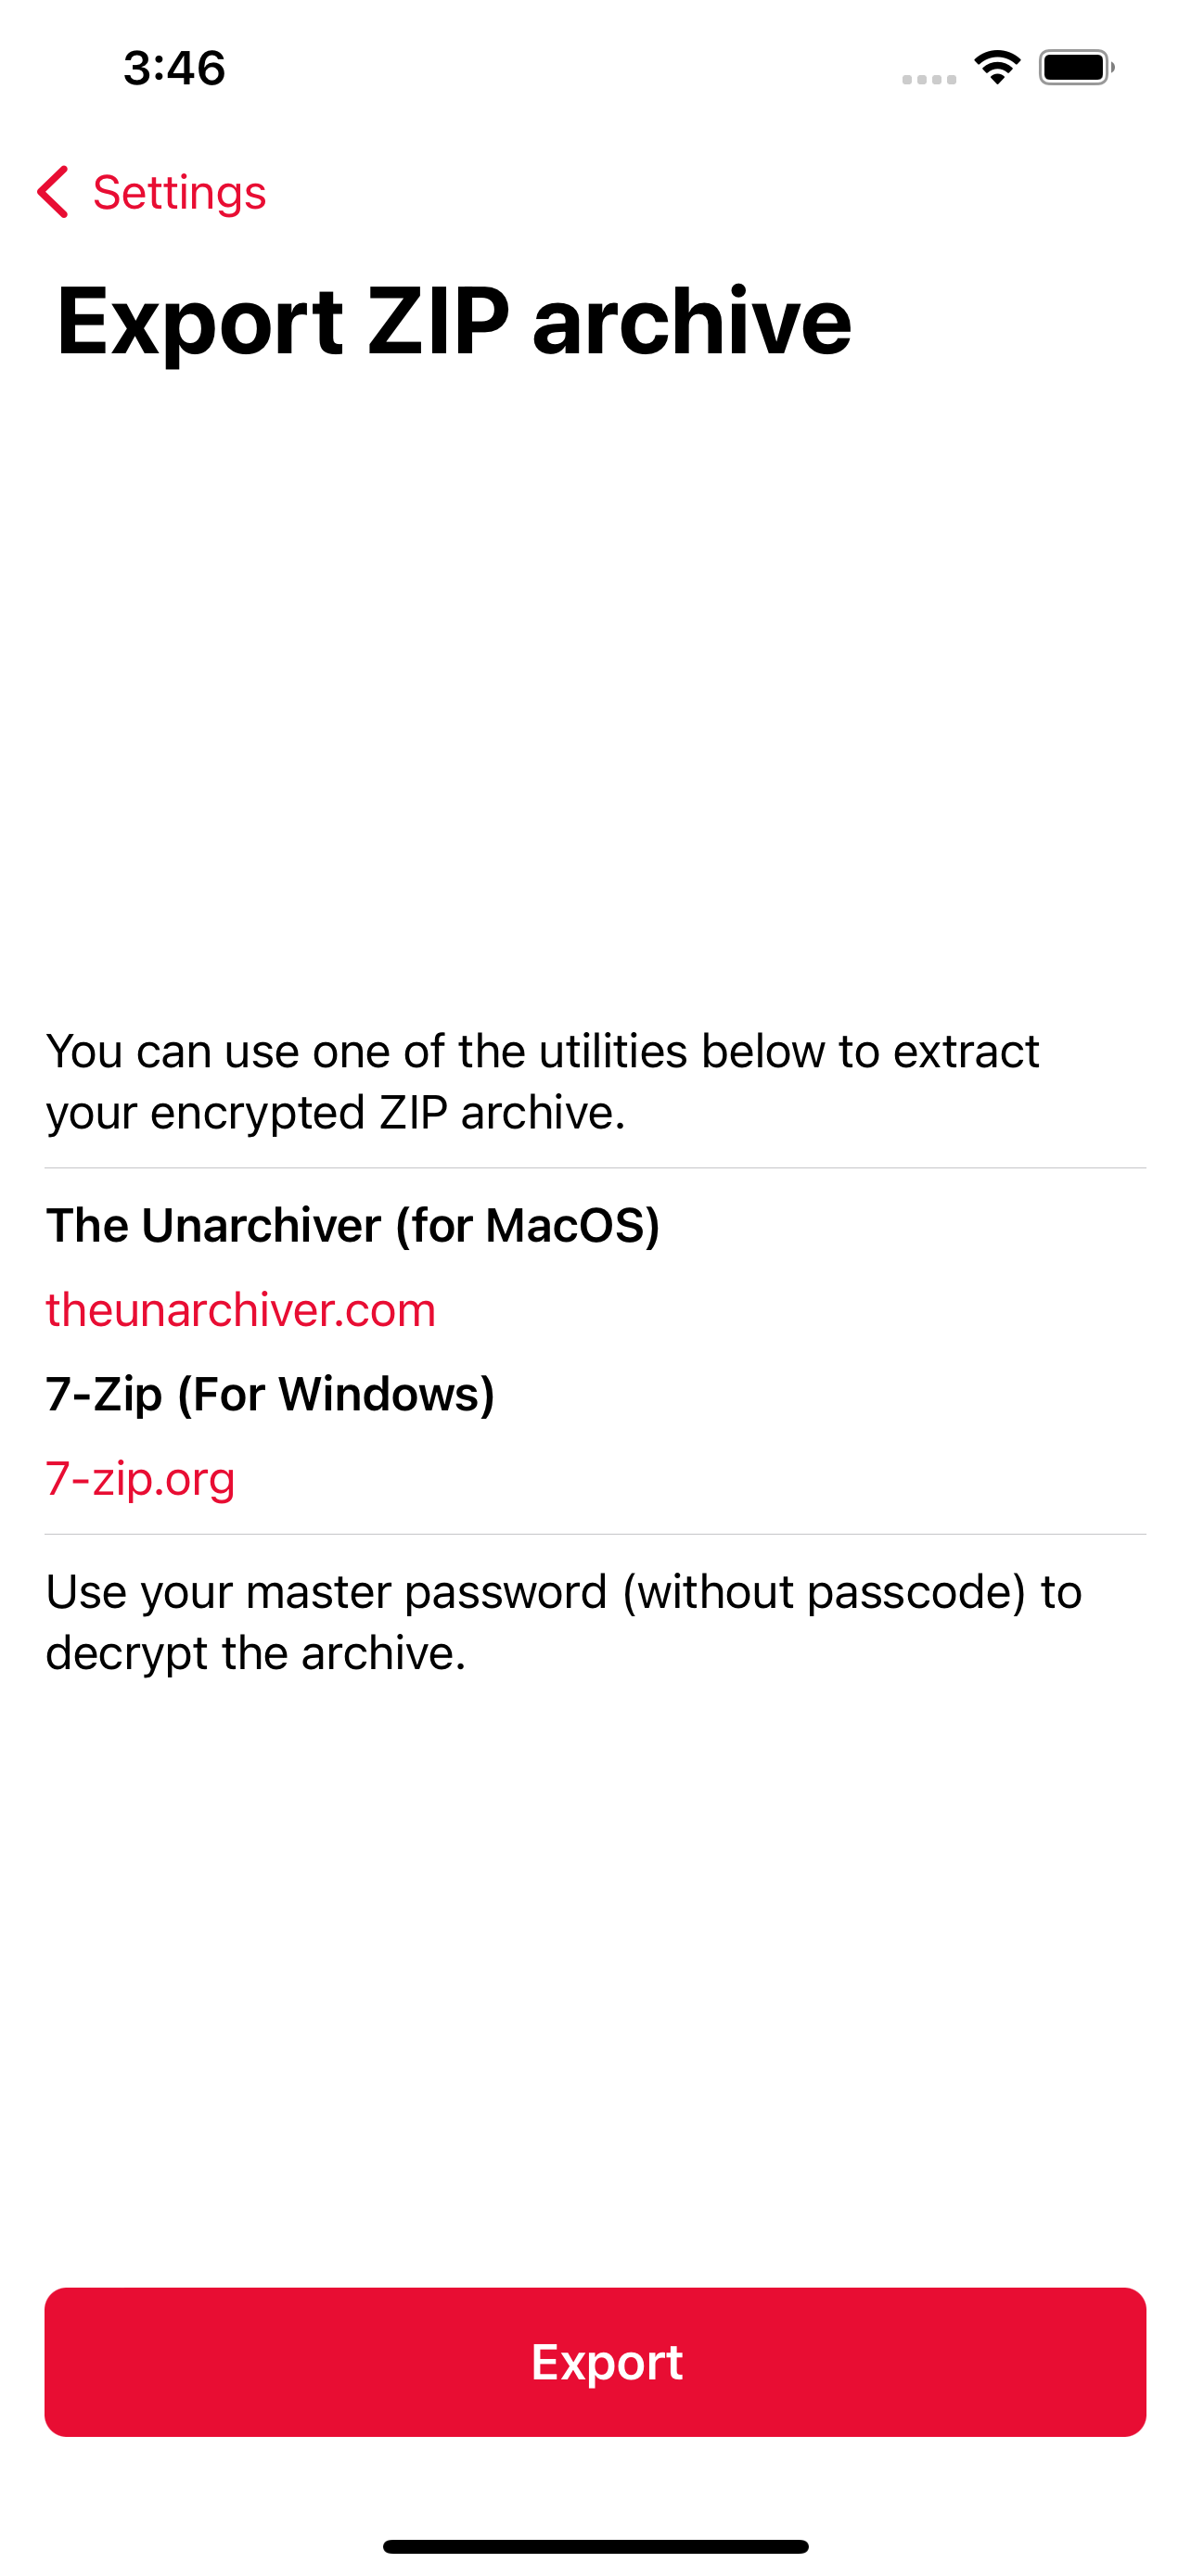 3:46
Settings
Export ZIP archive
You can use one of the utilities below to extract
your encrypted ZIP archive.
The Unarchiver (for MacOS)
theunarchiver.com
7-Zip (For Windows)
7-zip.org
Use your master password (without passcode) to
decrypt the archive.
Export